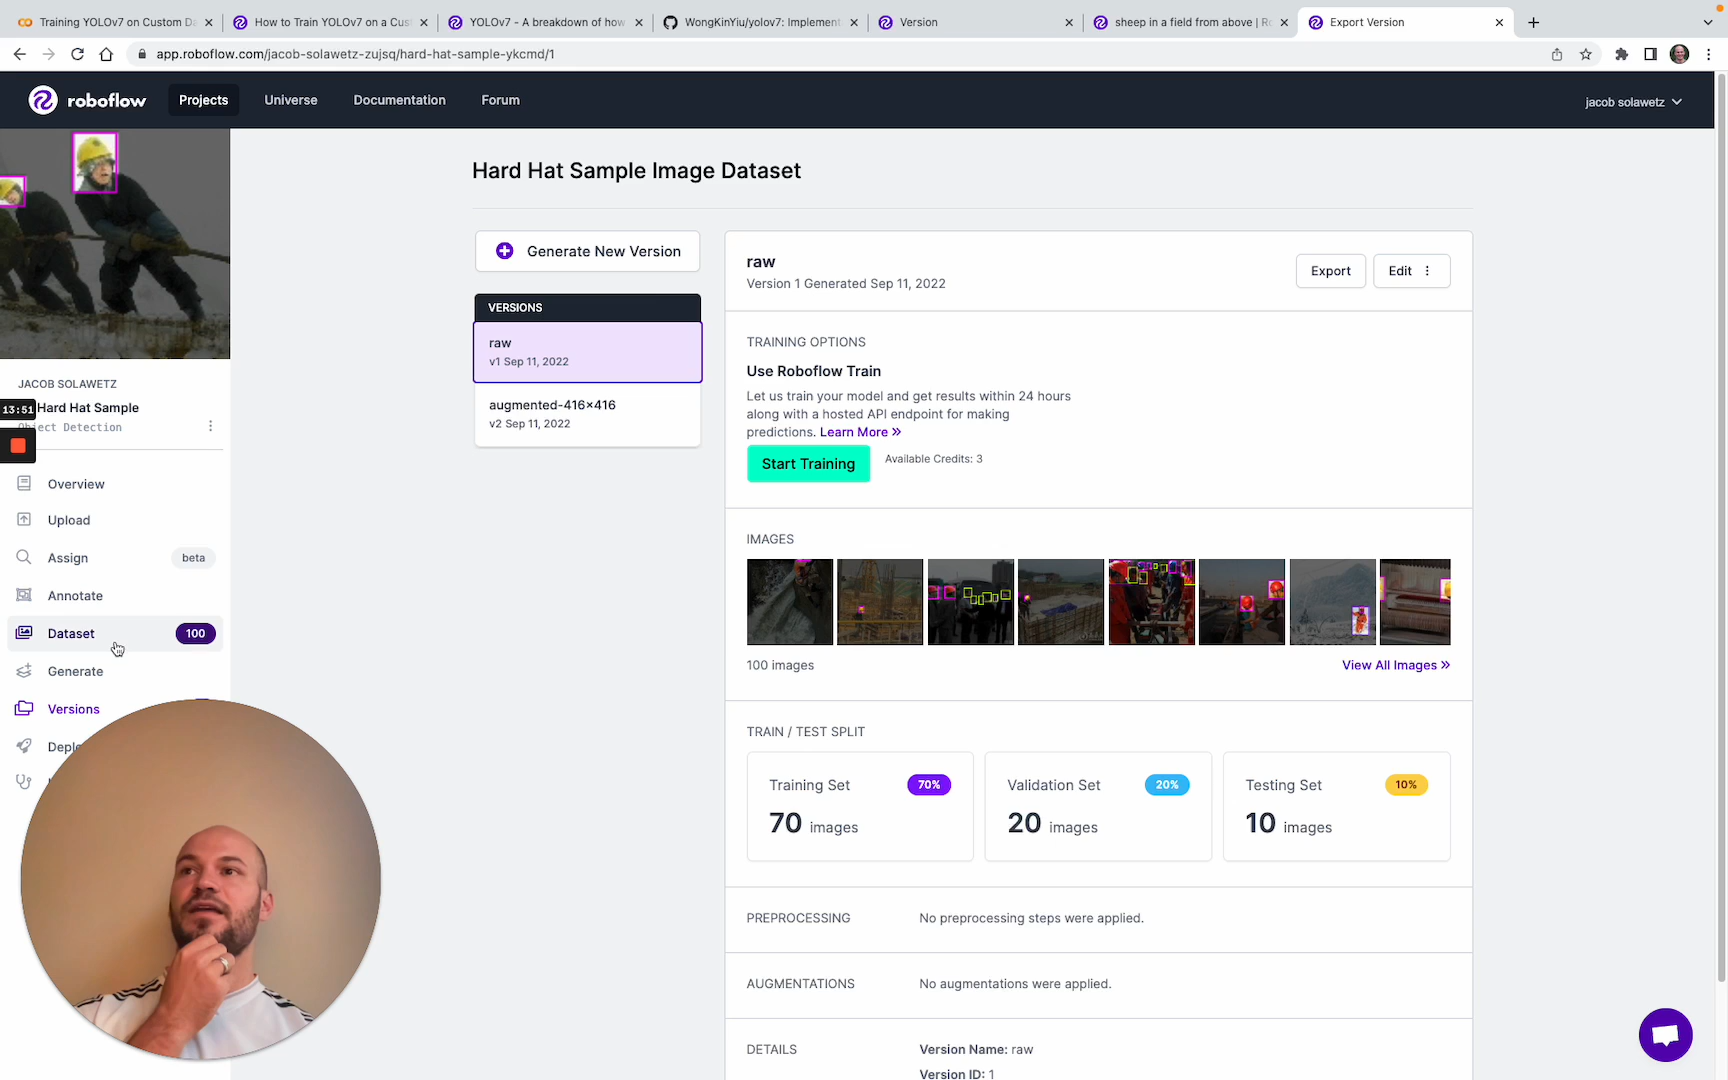 Training YOLOv7 on Custom Da
How to Train YOLOv7 on a Cus
YOLOv7 - A breakdown of how
WongKinYiu/yolov7: Implement
Version
sheep in a field from above | Ro
Export Version
app.roboflow.com/jacob-solawetz-zujsq/hard-hat-sample-ykcmd/1
roboflow
Projects
Universe
Documentation
Forum
jacob solawetz
JACOB SOLAWETZ
13:51
Hard Hat Sample
Object Detection
Overview
Upload
Assign beta
Annotate
Dataset 100
Generate
Versions
Hard Hat Sample Image Dataset
Generate New Version
VERSIONS
raw
v1 Sep 11, 2022
augmented-416x416
v2 Sep 11, 2022
raw
Version 1 Generated Sep 11, 2022
Export
Edit
TRAINING OPTIONS
Use Roboflow Train
Let us train your model and get results within 24 hours
along with a hosted API endpoint for making
predictions. Learn More »
Start Training
Available Credits: 3
IMAGES
100 images
View All Images »
TRAIN / TEST SPLIT
Training Set 70%
70 images
Validation Set 20%
20 images
Testing Set 10%
10 images
PREPROCESSING
No preprocessing steps were applied.
AUGMENTATIONS
No augmentations were applied.
DETAILS
Version Name: raw
Version ID: 1